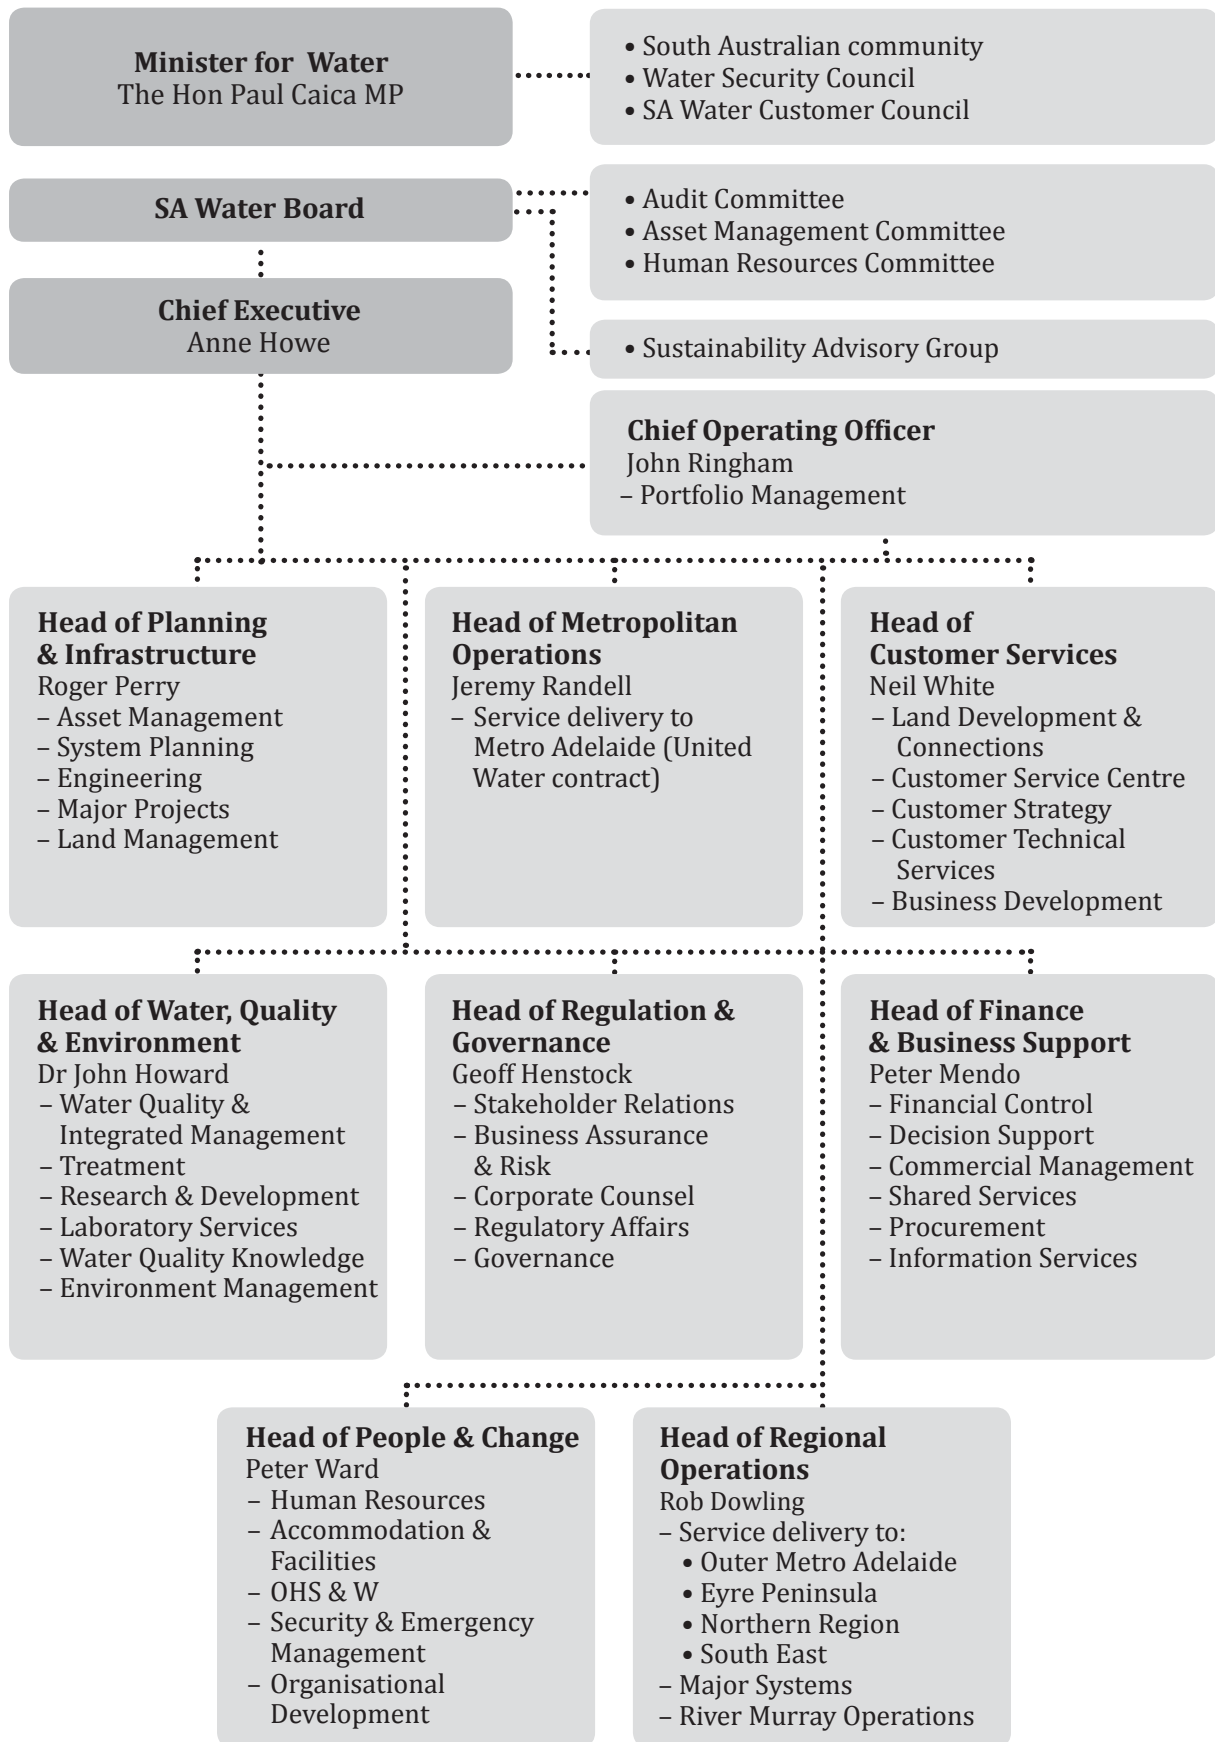 Minister for Water
The Hon Paul Caica MP
• South Australian community
• Water Security Council
• SA Water Customer Council
SA Water Board
• Audit Committee
• Asset Management Committee
• Human Resources Committee
Chief Executive
Anne Howe
• Sustainability Advisory Group
Chief Operating Officer
John Ringham
– Portfolio Management
Head of Planning
& Infrastructure
Roger Perry
– Asset Management
– System Planning
– Engineering
– Major Projects
– Land Management
Head of Metropolitan
Operations
Jeremy Randell
– Service delivery to
Metro Adelaide (United
Water contract)
Head of
Customer Services
Neil White
– Land Development &
Connections
– Customer Service Centre
– Customer Strategy
– Customer Technical
Services
– Business Development
Head of Water, Quality
& Environment
Dr John Howard
– Water Quality &
Integrated Management
– Treatment
– Research & Development
– Laboratory Services
– Water Quality Knowledge
– Environment Management
Head of Regulation &
Governance
Geoff Henstock
– Stakeholder Relations
– Business Assurance
& Risk
– Corporate Counsel
– Regulatory Affairs
– Governance
Head of Finance
& Business Support
Peter Mendo
– Financial Control
– Decision Support
– Commercial Management
– Shared Services
– Procurement
– Information Services
Head of People & Change
Peter Ward
– Human Resources
– Accommodation &
Facilities
– OHS & W
– Security & Emergency
Management
– Organisational
Development
Head of Regional
Operations
Rob Dowling
– Service delivery to:
• Outer Metro Adelaide
• Eyre Peninsula
• Northern Region
• South East
– Major Systems
– River Murray Operations